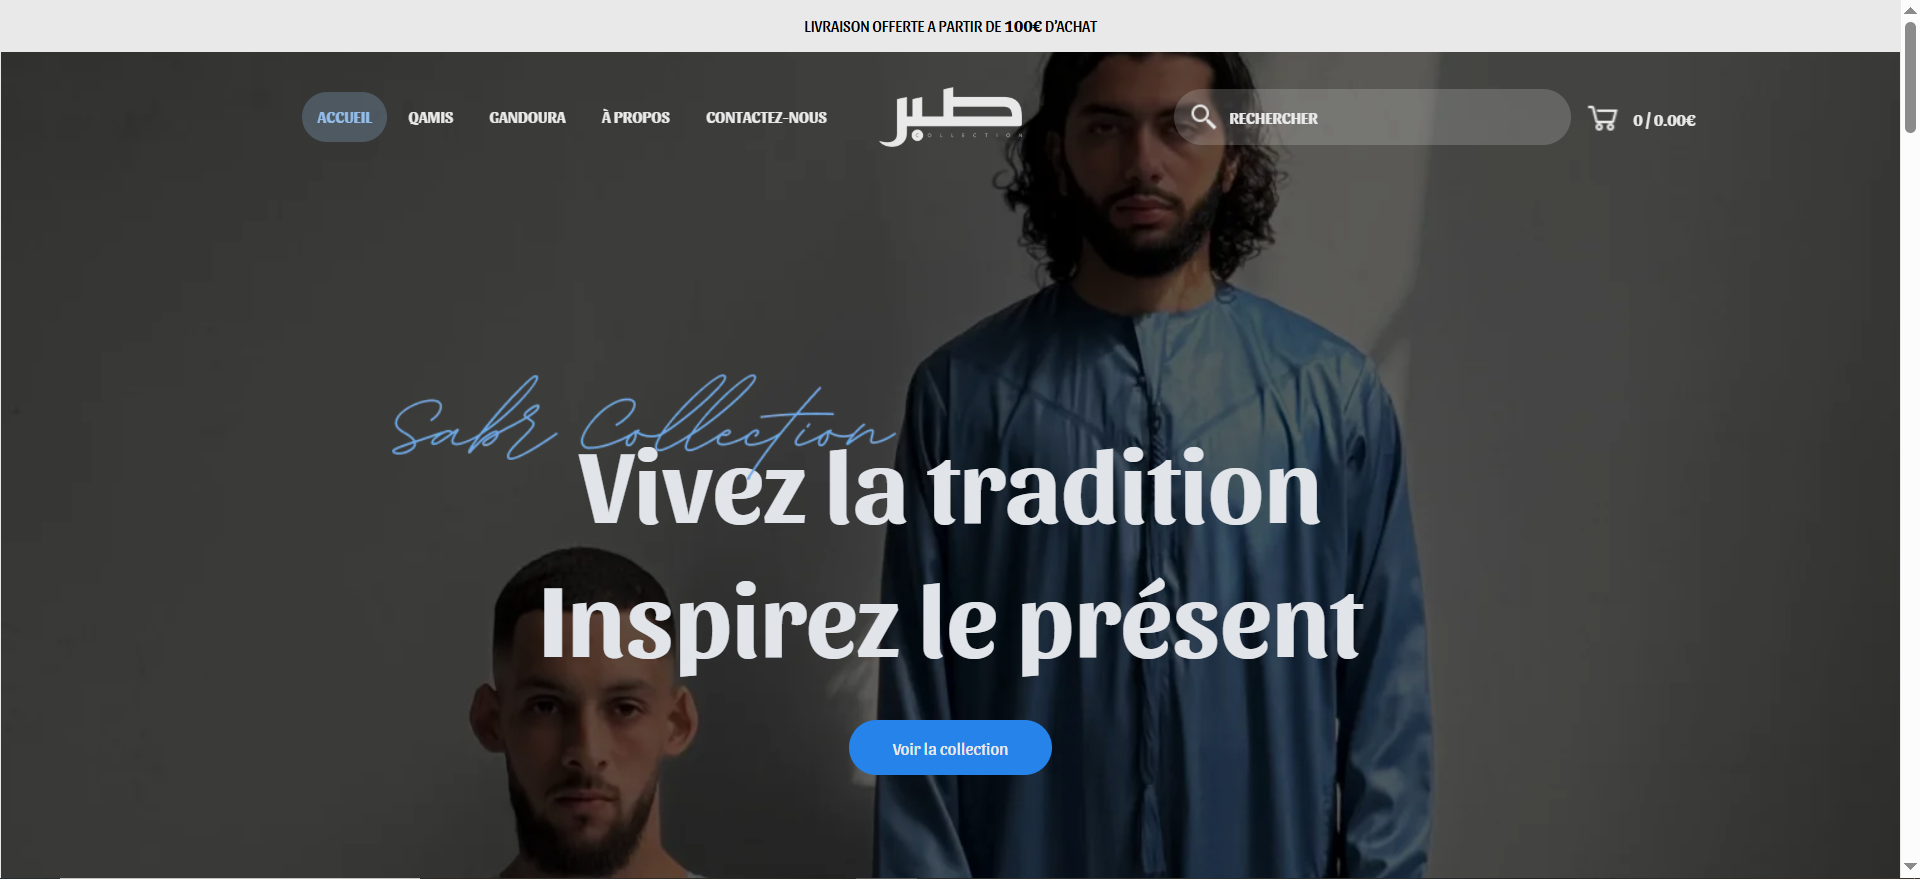 LIVRAISON OFFERTE A PARTIR DE 100€ D'ACHAT
ACCUEIL
QAMIS
GANDOURA
À PROPOS
CONTACTEZ-NOUS
صبر
COLLECTION
RECHERCHER
0 / 0.00€
Sabr Collection
Vivez la tradition
Inspirez le présent
Voir la collection